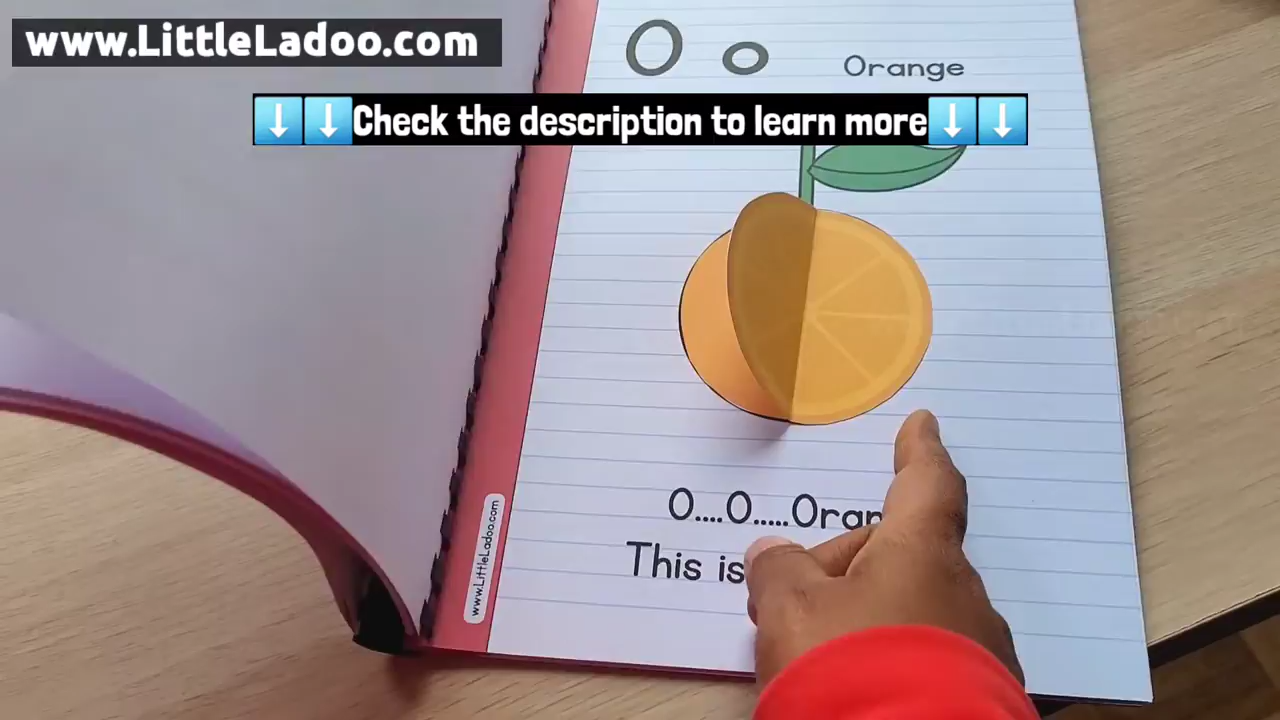 www.LittleLadoo.com
O o Orange
↓↓Check the description to learn more↓↓
O....O.....Oran
This is
www.LittleLadoo.com